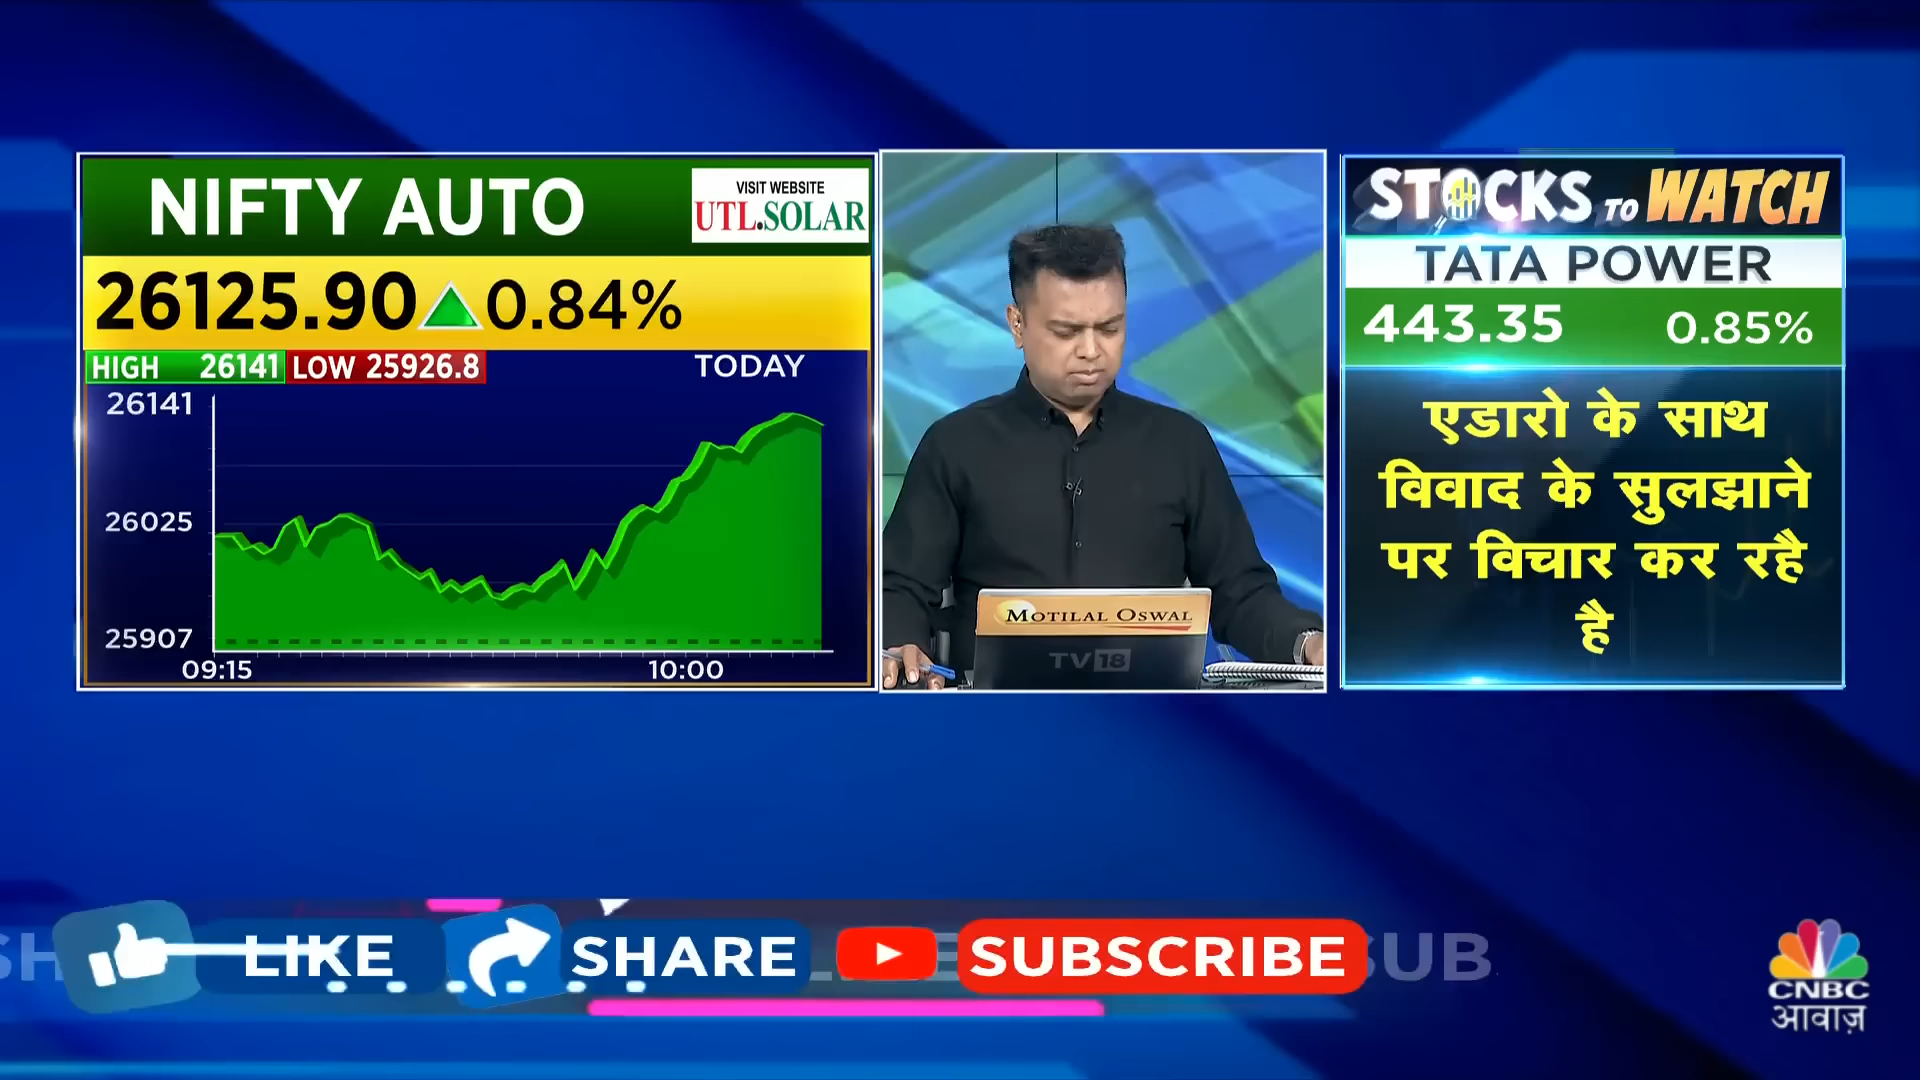 NIFTY AUTO
VISIT WEBSITE
UTL.SOLAR
26125.90 0.84%
HIGH 26141 LOW 25926.8
TODAY
26141
26025
25907
09:15
10:00
MOTILAL OSWAL
TV18
STOCKS TO WATCH
TATA POWER
443.35 0.85%
एडारो के साथ
विवाद के सुलझाने
पर विचार कर रहै
है
LIKE
SHARE
SUBSCRIBE
SUB
CNBC
आवाज़